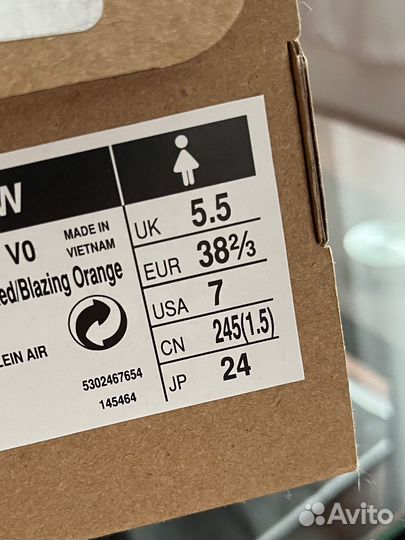 W
V0
MADE IN
VIETNAM
ed/Blazing Orange
LEIN AIR
5302467654
145464
UK 5.5
EUR 38⅔
USA 7
CN 245(1.5)
JP 24
Avito